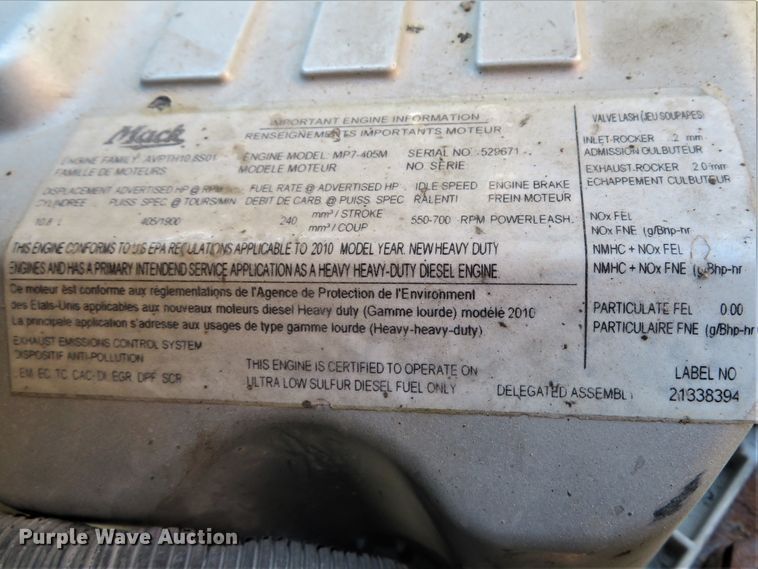 Mack
IMPORTANT ENGINE INFORMATION
RENSEIGNEMENTS IMPORTANTS MOTEUR
ENGINE FAMILY AVPTH10.8S01 ENGINE MODEL: MP7-405M SERIAL NO 529671
FAMILLE DE MOTEURS MODELE MOTEUR NO SERIE:
DISPLACEMENT ADVERTISED HP @ RPM FUEL RATE @ ADVERTISED HP IDLE SPEED ENGINE BRAKE
CYLINDREE PUISS SPEC. @ TOURS/MIN DEBIT DE CARB. @ PUISS. SPEC RALENTI FREIN MOTEUR
10.8 L 405/1900 240 mm³ / STROKE 550-700 RPM POWERLEASH.
mm³ / COUP
THIS ENGINE CONFORMS TO US EPA REGULATIONS APPLICABLE TO 2010 MODEL YEAR. NEW HEAVY DUTY
ENGINES AND HAS A PRIMARY INTENDEND SERVICE APPLICATION AS A HEAVY HEAVY-DUTY DIESEL ENGINE.
Ce moteur est conforme aux réglementations de l'Agence de Protection de l'Environment
des Etats-Unis applicables aux nouveaux moteurs diesel Heavy duty (Gamme lourde) modéle 2010
La principale application s'adresse aux usages de type gamme lourde (Heavy-heavy-duty)
EXHAUST EMISSIONS CONTROL SYSTEM
DISPOSITIF ANTI-POLLUTION
EM EC TC CAC-DI EGR DPF SCR
THIS ENGINE IS CERTIFIED TO OPERATE ON
ULTRA LOW SULFUR DIESEL FUEL ONLY
DELEGATED ASSEMBLY
VALVE LASH (JEU SOUPAPES)
INLET-ROCKER .2 mm
ADMISSION CULBUTEUR
EXHAUST.ROCKER 2.0 mm
ECHAPPEMENT CULBUTEUR
NOx FEL
NOx FNE (g/Bhp-hr
NMHC + NOx FEL
NMHC + NOx FNE (g/Bhp-hr
PARTICULATE FEL 0.00
PARTICULAIRE FNE (g/Bhp-hr
LABEL NO
21338394
Purple Wave Auction